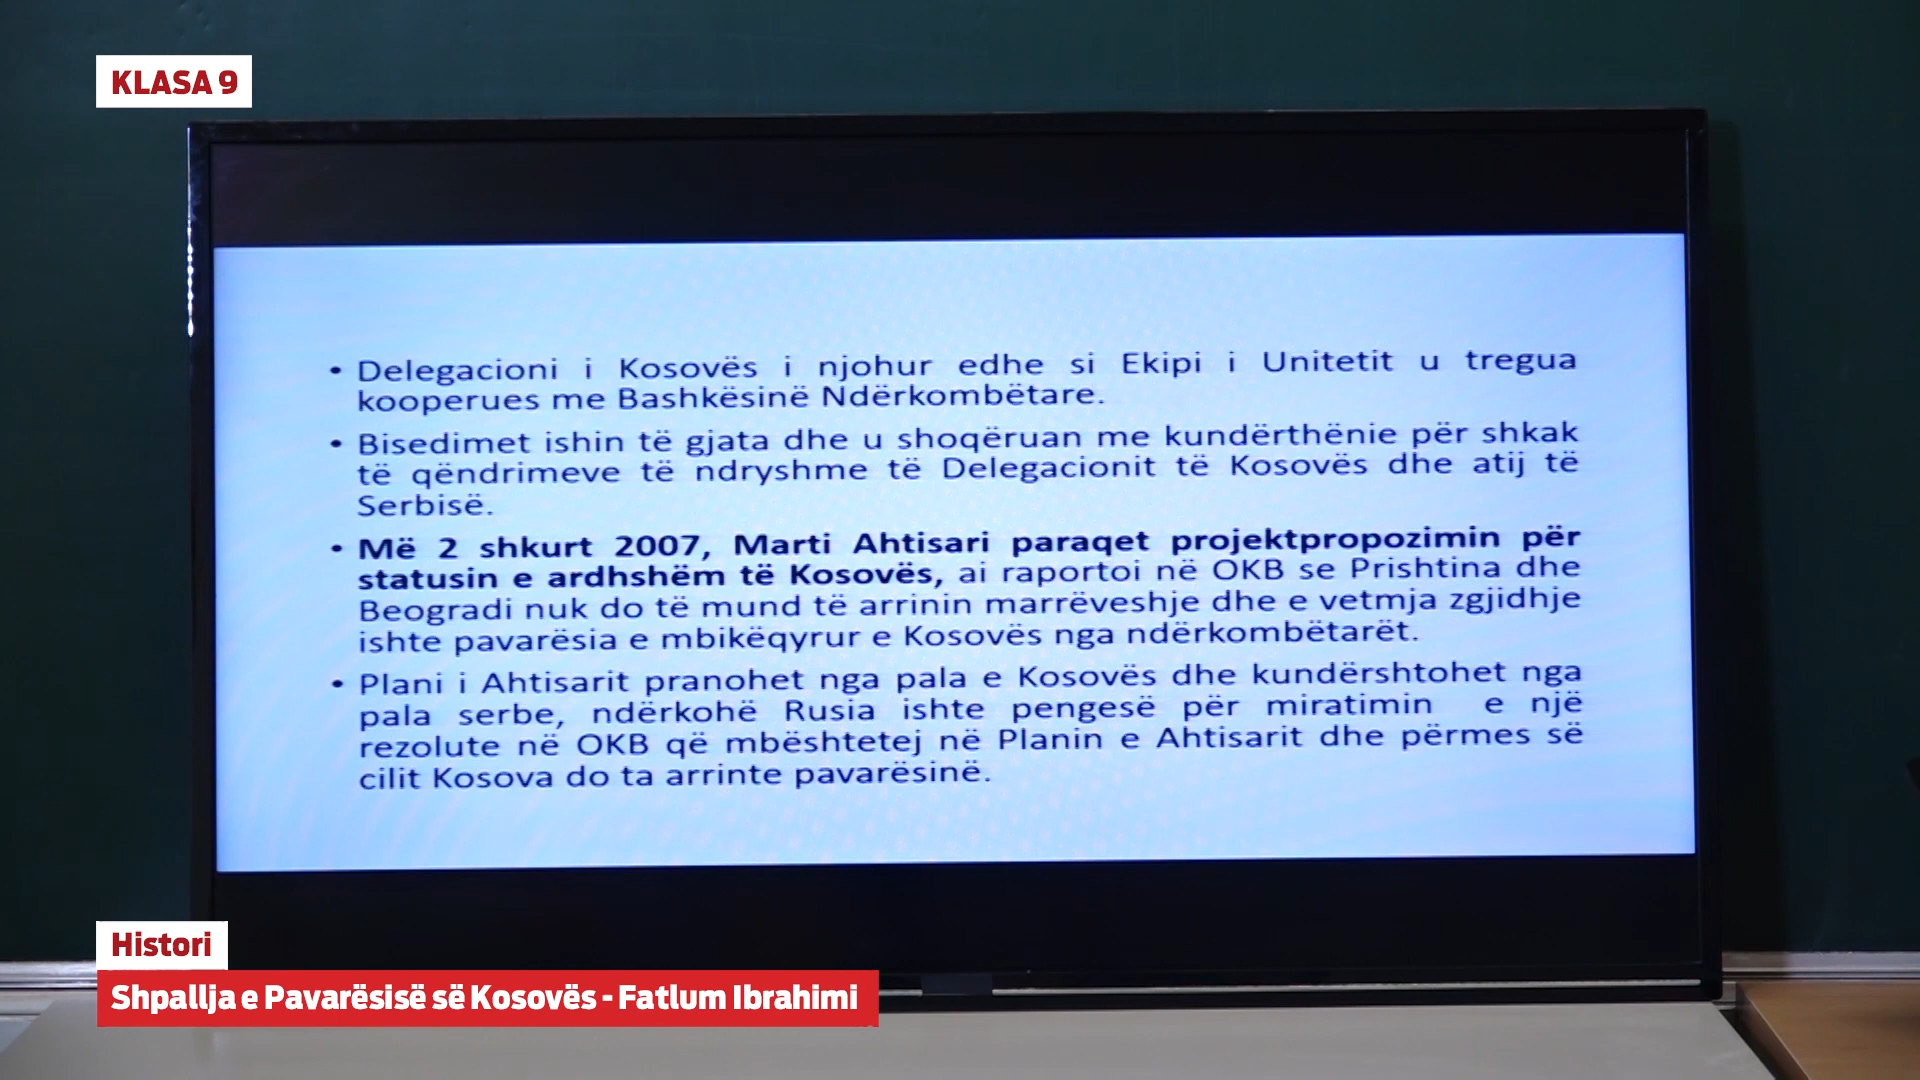 KLASA 9
• Delegacioni i Kosovës i njohur edhe si Ekipi i Unitetit u tregua
kooperues me Bashkësinë Ndërkombëtare.
• Bisedimet ishin të gjata dhe u shoqëruan me kundërthënie për shkak
të qëndrimeve të ndryshme të Delegacionit të Kosovës dhe atij të
Serbisë.
• Më 2 shkurt 2007, Marti Ahtisari paraqet projektpropozimin për
statusin e ardhshëm të Kosovës, ai raportoi në OKB se Prishtina dhe
Beogradi nuk do të mund të arrinin marrëveshje dhe e vetmja zgjidhje
ishte pavarësia e mbikëqyrur e Kosovës nga ndërkombëtarët.
• Plani i Ahtisarit pranohet nga pala e Kosovës dhe kundërshtohet nga
pala serbe, ndërkohë Rusia ishte pengesë për miratimin e një
rezolute në OKB që mbështetej në Planin e Ahtisarit dhe përmes së
cilit Kosova do ta arrinte pavarësinë.
Histori
Shpallja e Pavarësisë së Kosovës - Fatlum Ibrahimi